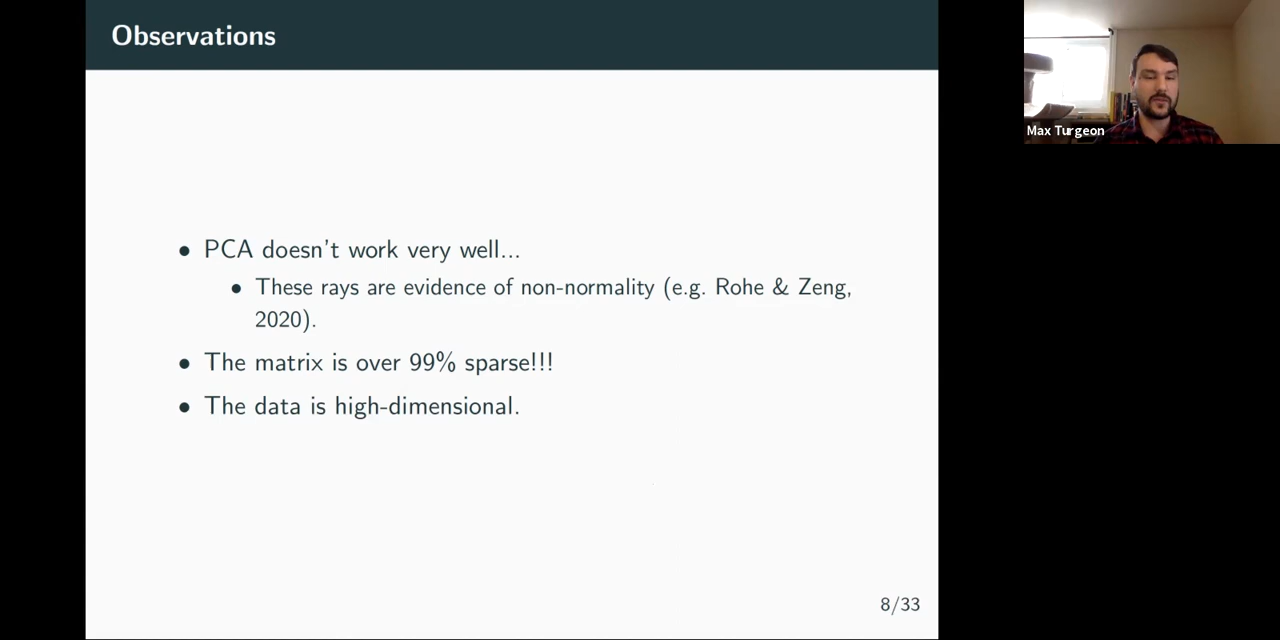 Observations
• PCA doesn't work very well...
• These rays are evidence of non-normality (e.g. Rohe & Zeng,
2020).
• The matrix is over 99% sparse!!!
• The data is high-dimensional.
8/33
Max Turgeon